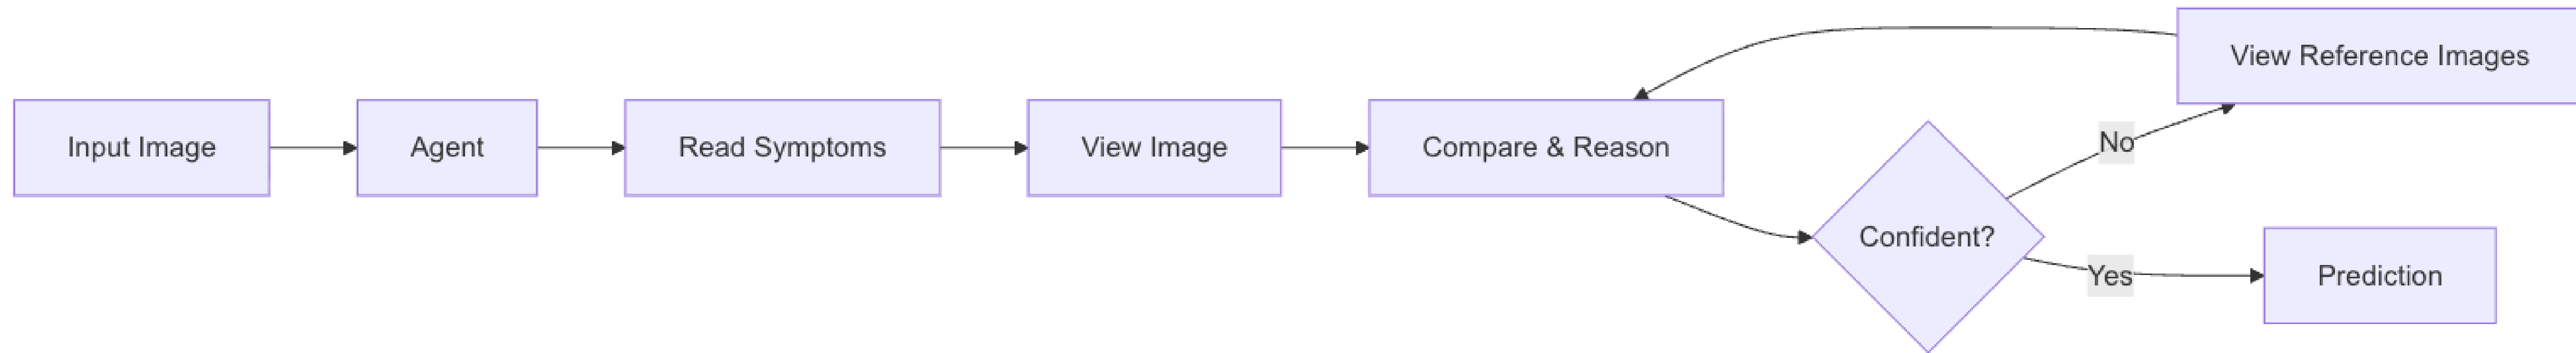 Input Image
Agent
Read Symptoms
View Image
Compare & Reason
Confident?
No
Yes
View Reference Images
Prediction